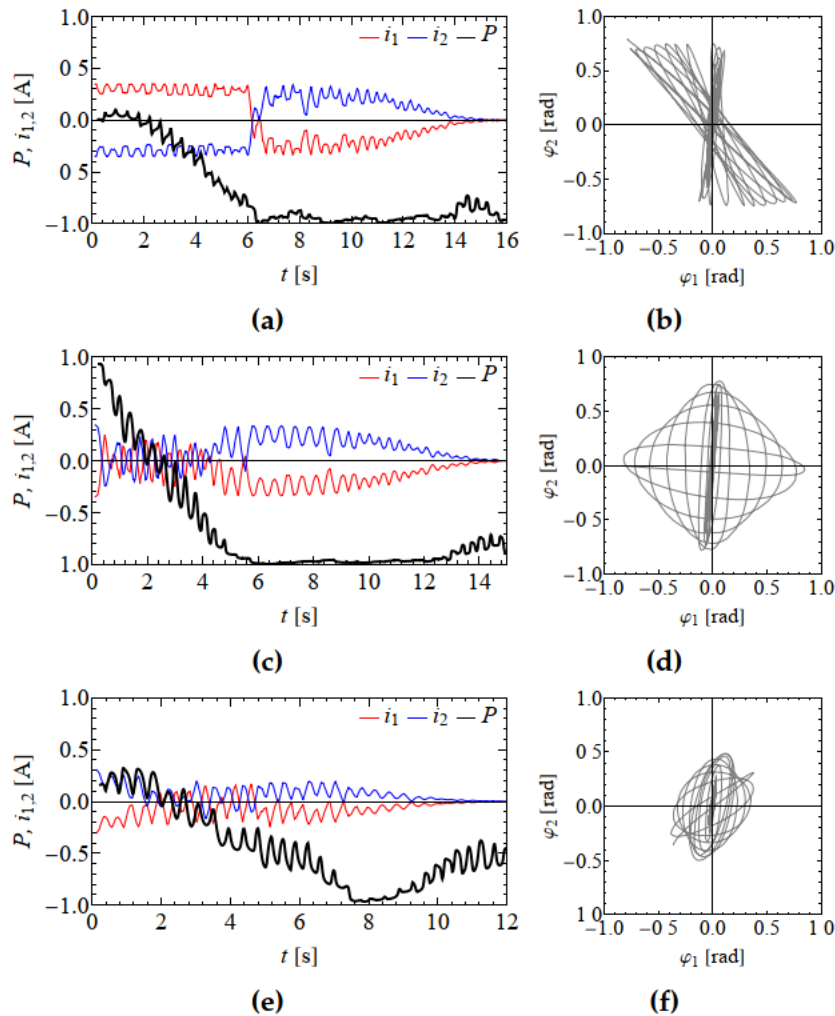 1 0
0 5
0.0
0 5
−1.0
P, i1,2 [A]
i1 i2 P
0 2 4 6 8 10 12 14 16
t [s]
(a)
1.0
0.5
0.0
−0.5
−1.0
φ2 [rad]
−1.0 −0.5 0.0 0.5 1.0
φ1 [rad]
(b)
1.0
0.5
0.0
−0.5
1.0
P, i1,2 [A]
i1 i2 P
0 2 4 6 8 10 12 14
t [s]
(c)
1 0
0.5
0.0
−0.5
−1.0
φ2 [rad]
−1.0 −0.5 0.0 0.5 1.0
φ1 [rad]
(d)
1.0
0.5
0.0
−0.5
−1.0
P, i1,2 [A]
i1 i2 P
0 2 4 6 8 10 12
t [s]
(e)
1.0
0.5
0.0
−0.5
1 0
φ2 [rad]
−1.0 −0.5 0.0 0.5 1.0
φ1 [rad]
(f)